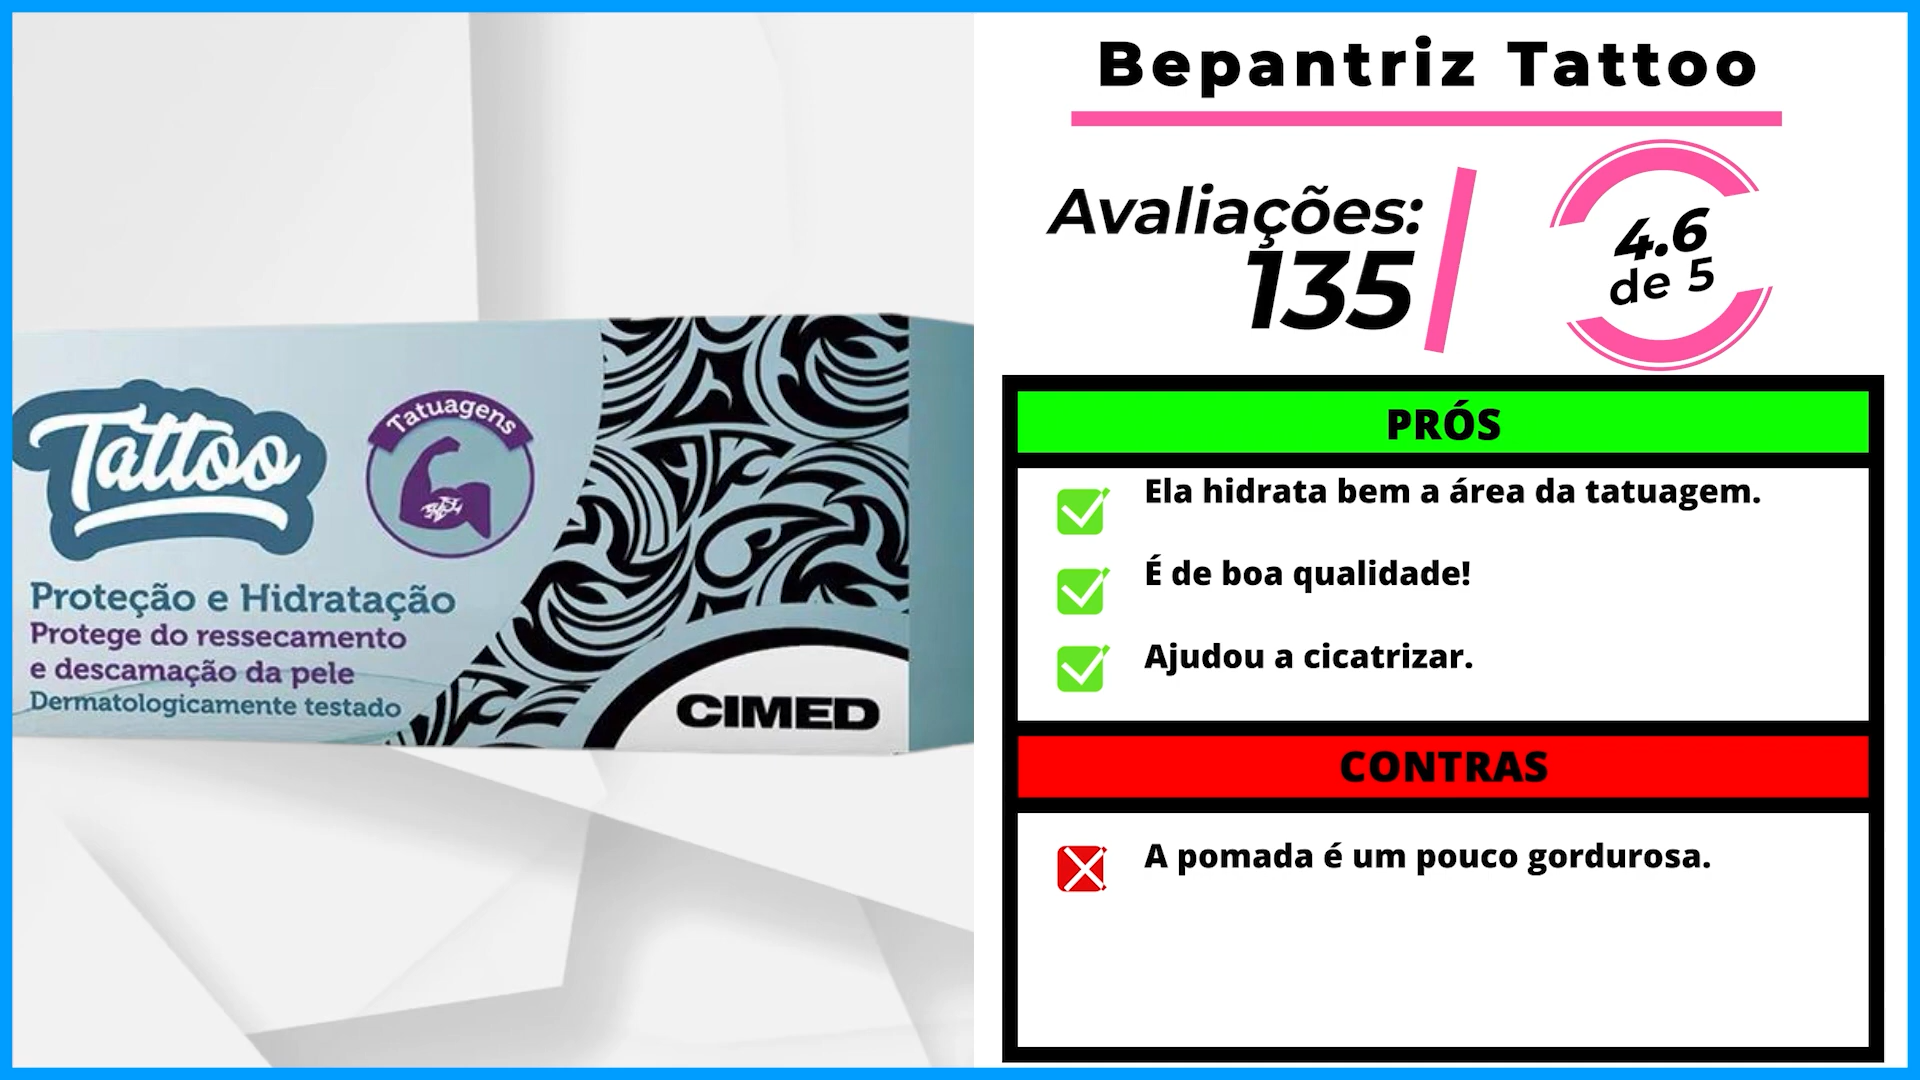 Bepantriz Tattoo
Avaliações:
135
4.6
de 5
Tattoo
Tatuagens
Proteção e Hidratação
Protege do ressecamento
e descamação da pele
Dermatologicamente testado
CIMED
PRÓS
Ela hidrata bem a área da tatuagem.
É de boa qualidade!
Ajudou a cicatrizar.
CONTRAS
A pomada é um pouco gordurosa.